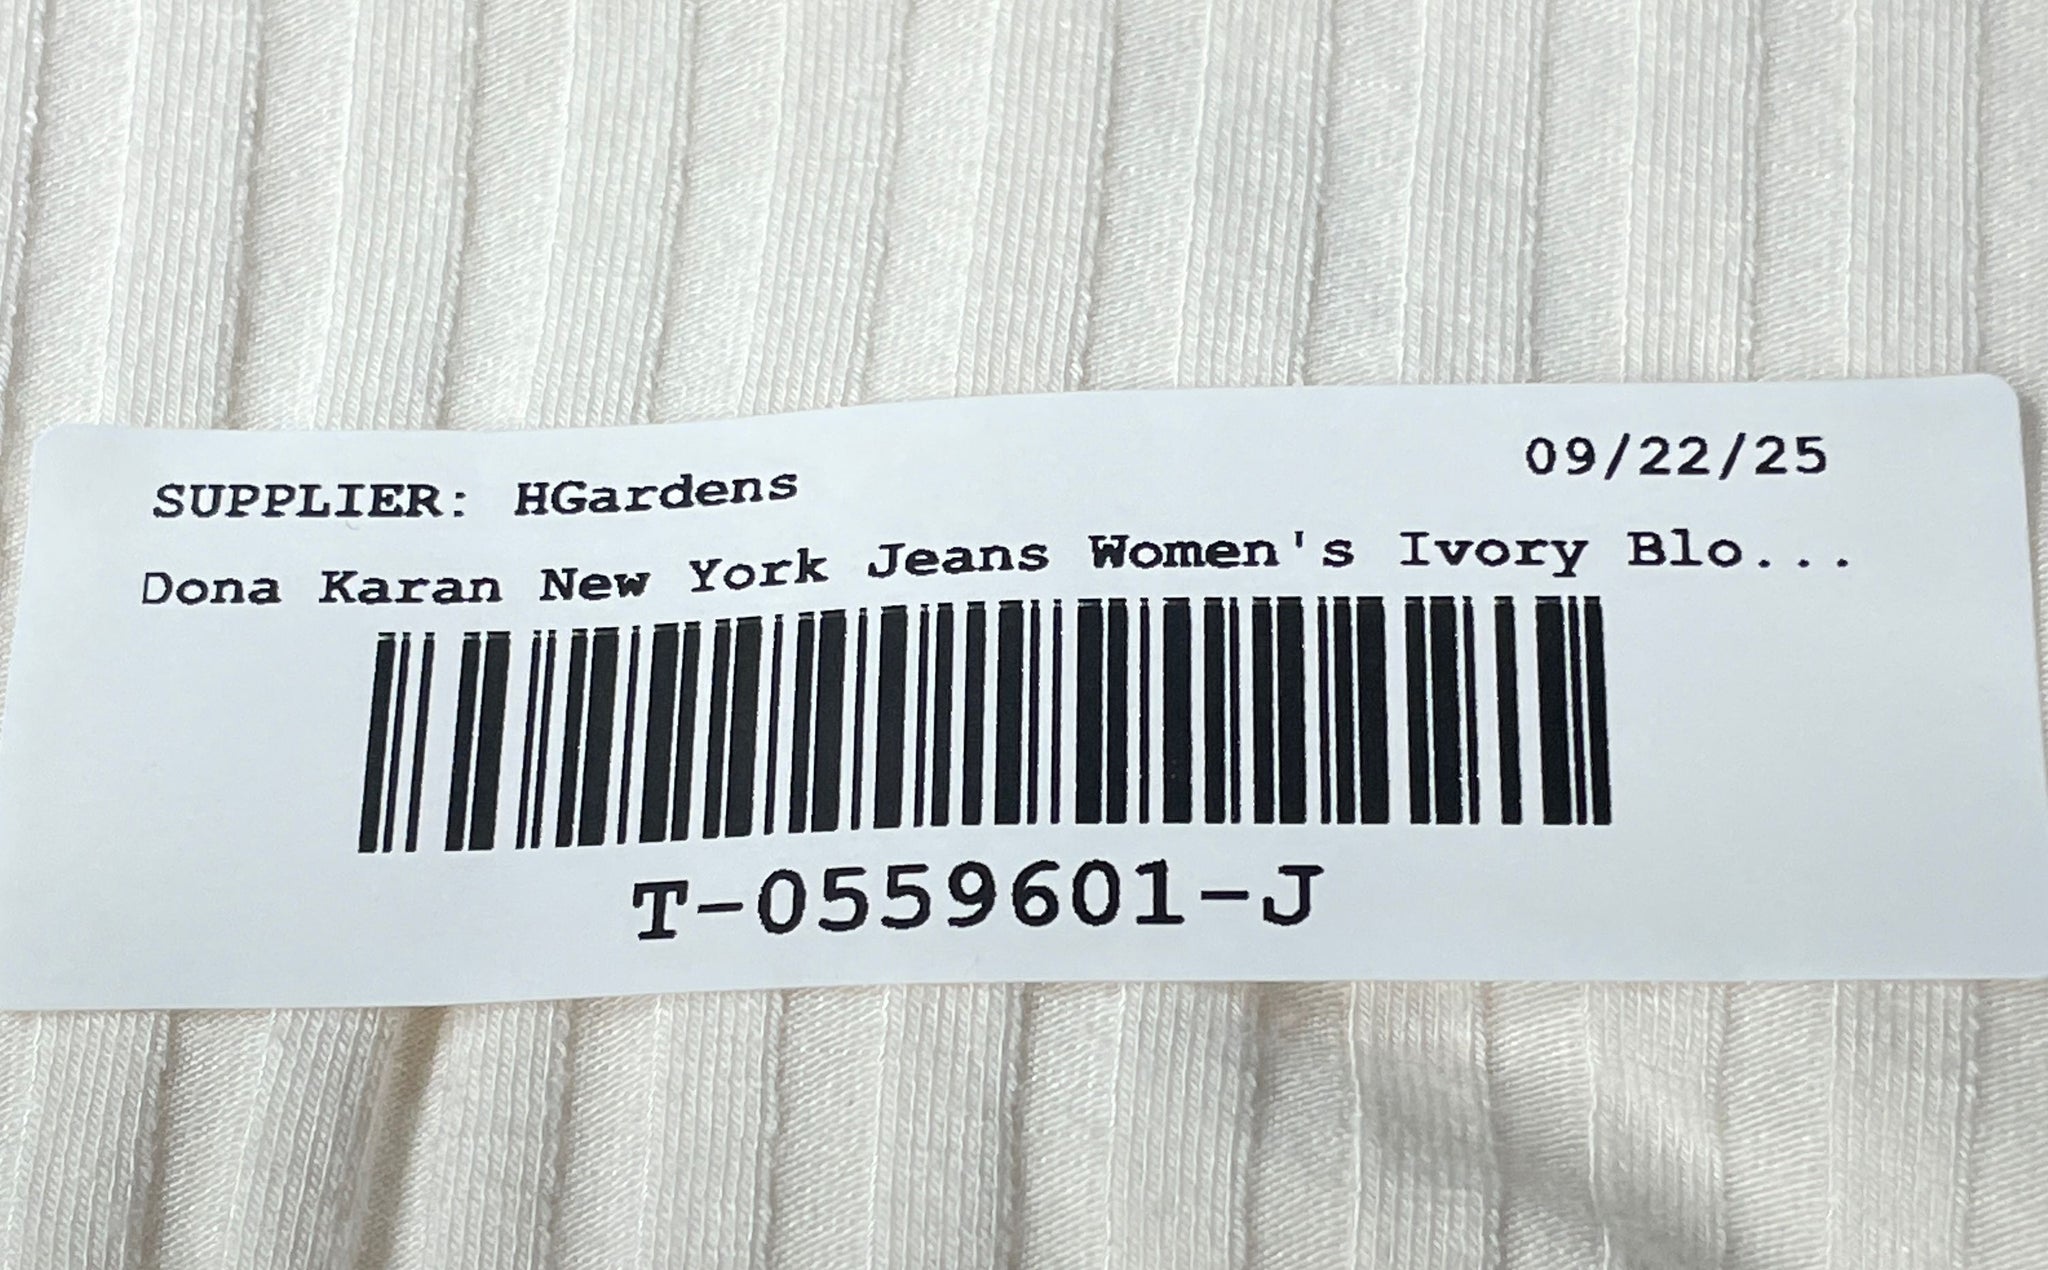 SUPPLIER: HGardens 09/22/25
Dona Karan New York Jeans Women's Ivory Blo...
T-0559601-J